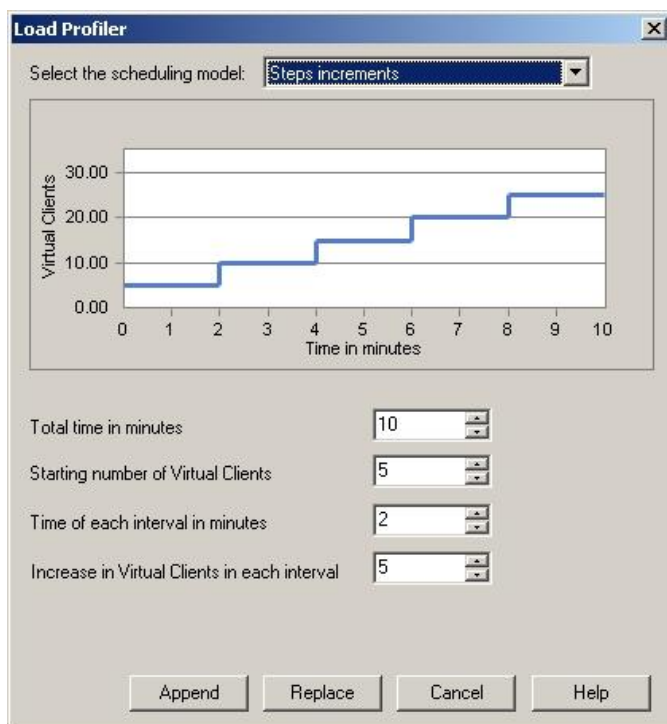 Load Profiler
Select the scheduling model: Steps increments
Virtual Clients
30.00
20.00
10.00
0.00
0 1 2 3 4 5 6 7 8 9 10
Time in minutes
Total time in minutes 10
Starting number of Virtual Clients 5
Time of each interval in minutes 2
Increase in Virtual Clients in each interval 5
Append Replace Cancel Help